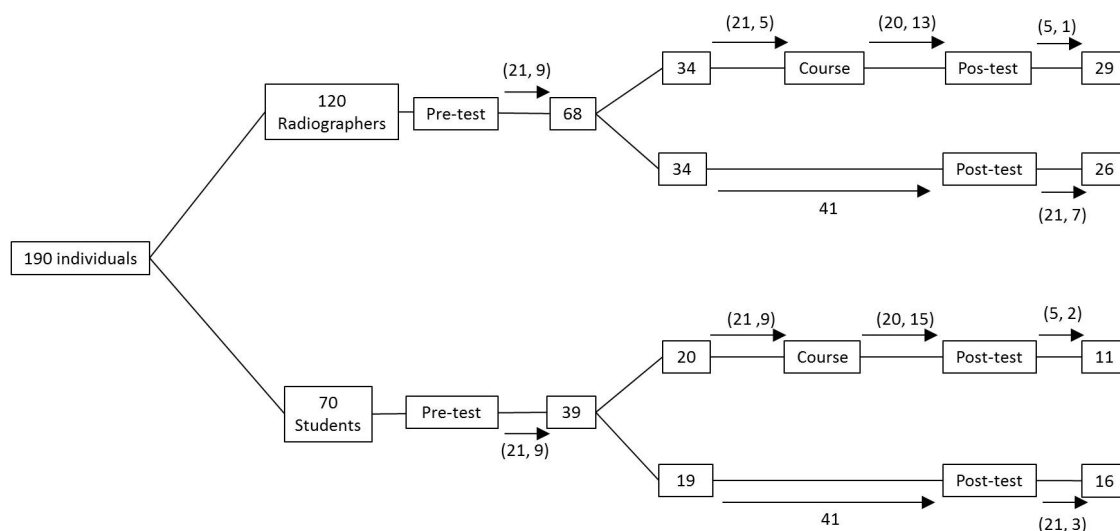 (21, 5)
(20, 13)
(5, 1)
34
Course
Pos-test
29
(21, 9)
120
Radiographers
Pre-test
68
34
Post-test
26
41
(21, 7)
190 individuals
(21 ,9)
(20, 15)
(5, 2)
20
Course
Post-test
11
70
Students
Pre-test
39
(21, 9)
19
Post-test
16
41
(21, 3)